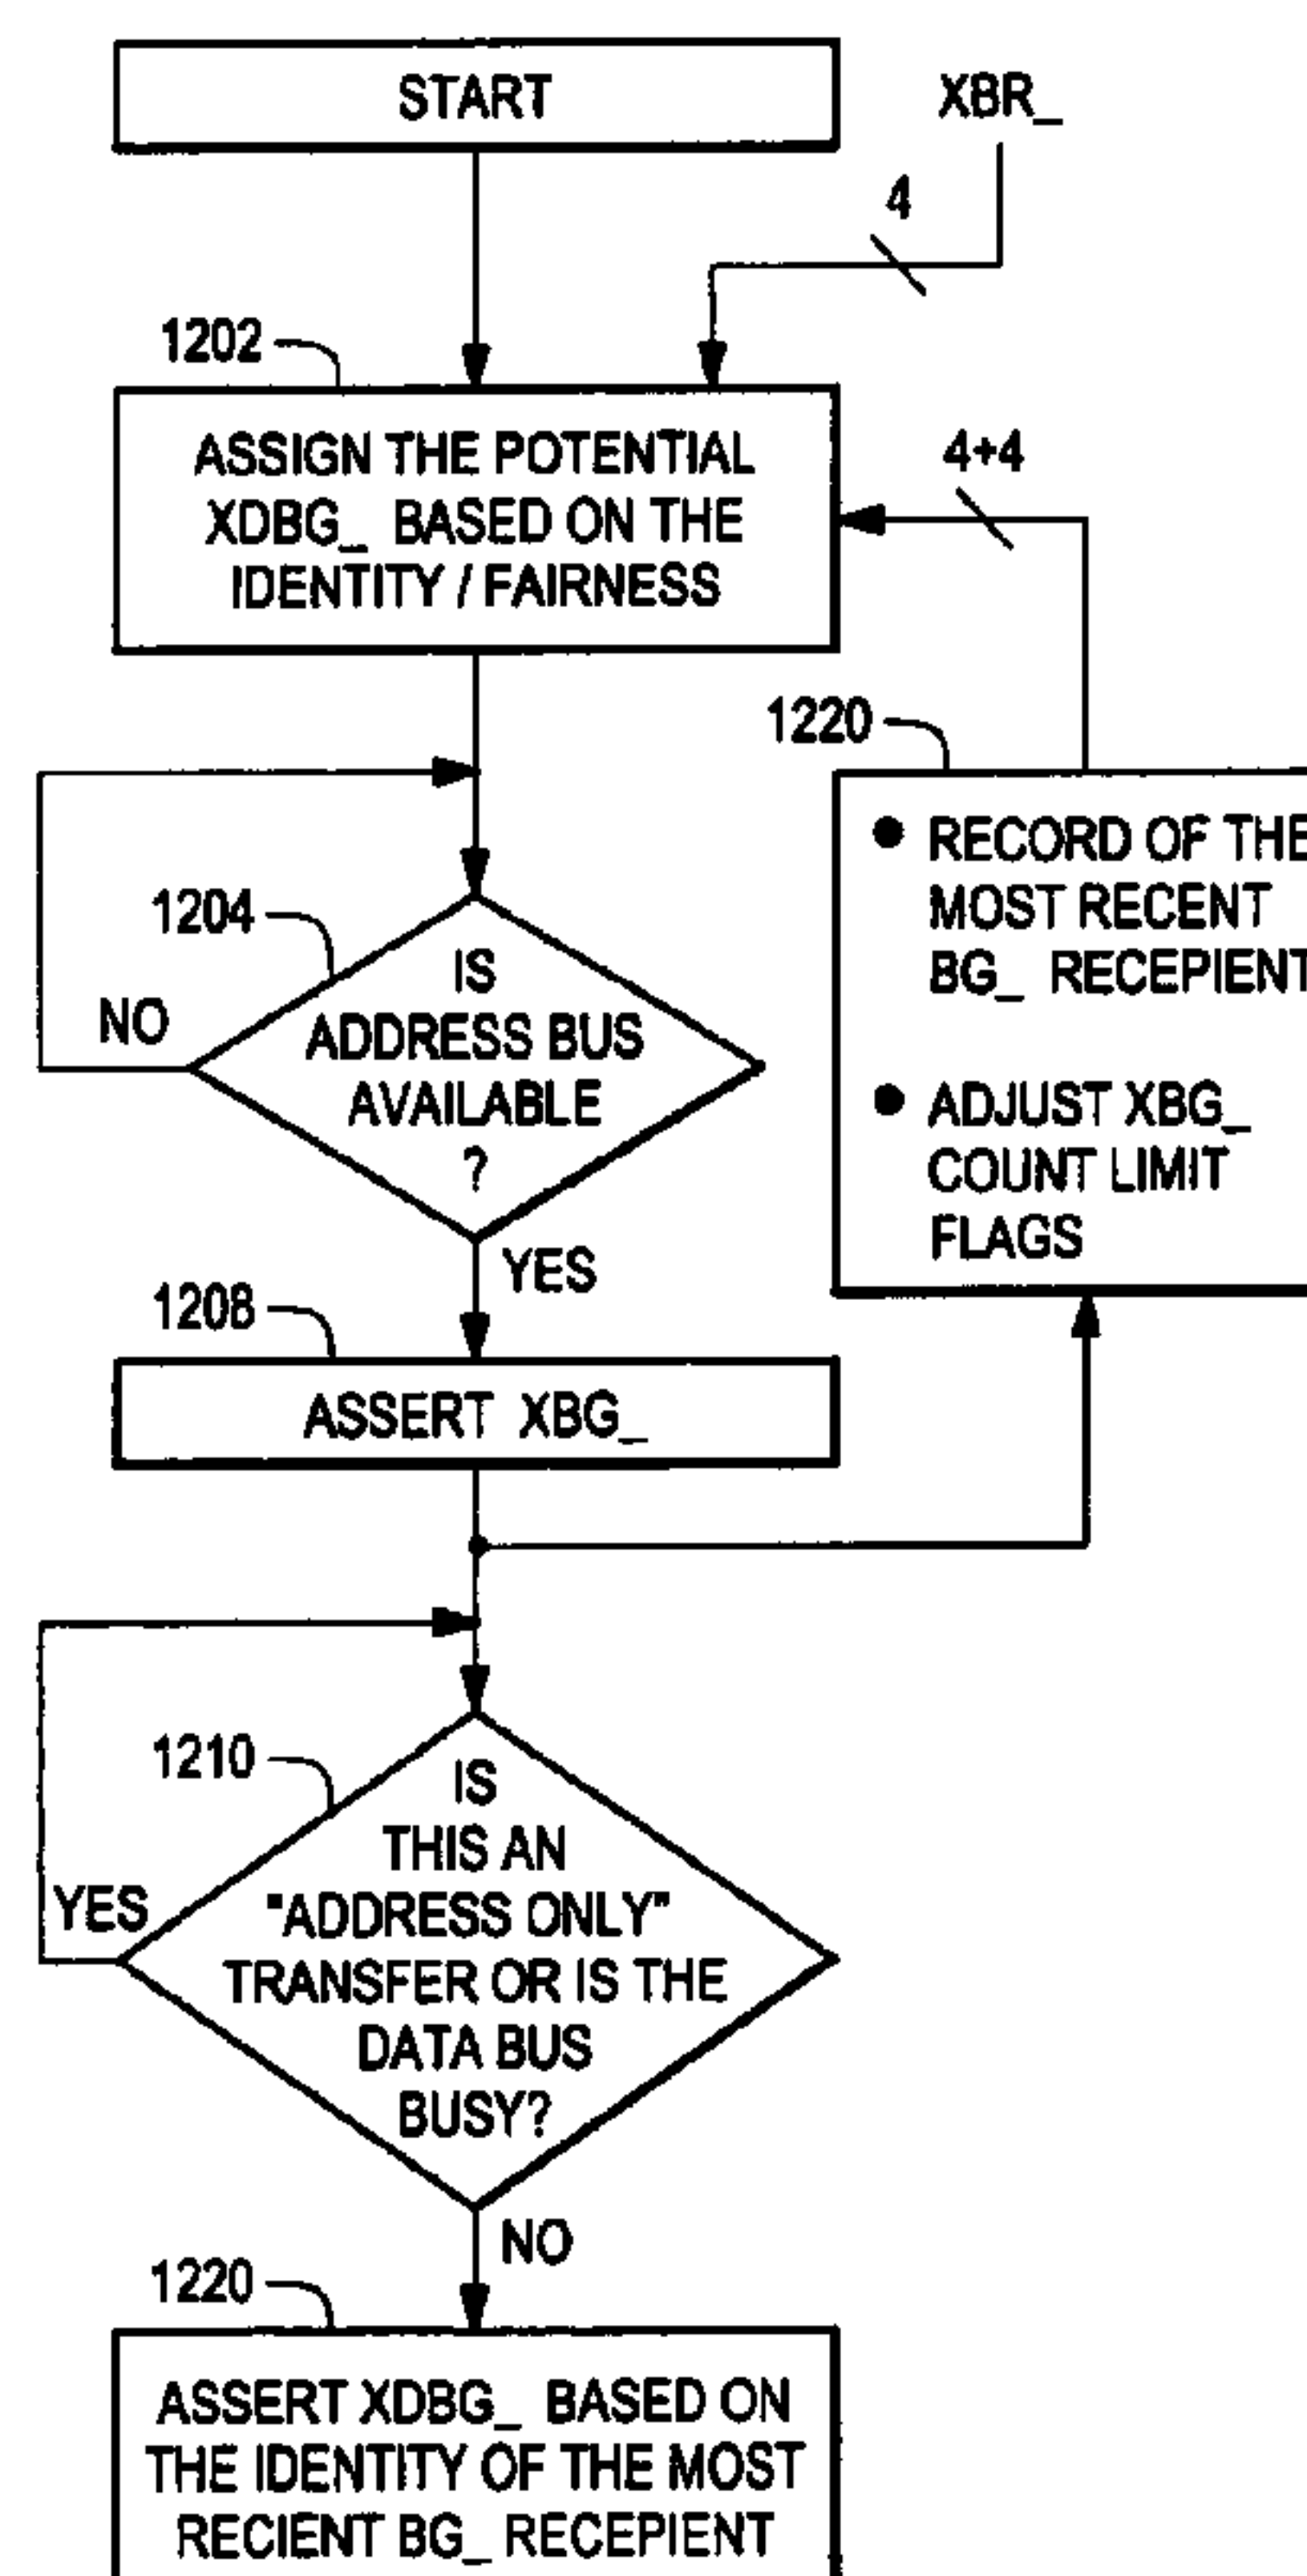 START
XBR_
4
1202
ASSIGN THE POTENTIAL
XDBG_ BASED ON THE
IDENTITY / FAIRNESS
4+4
1220
● RECORD OF THE
MOST RECENT
BG_ RECEPIENT
● ADJUST XBG_
COUNT LIMIT
FLAGS
1204
IS
ADDRESS BUS
AVAILABLE
?
NO
YES
1208
ASSERT XBG_
1210
IS
THIS AN
"ADDRESS ONLY"
TRANSFER OR IS THE
DATA BUS
BUSY?
YES
NO
1220
ASSERT XDBG_ BASED ON
THE IDENTITY OF THE MOST
RECIENT BG_ RECEPIENT